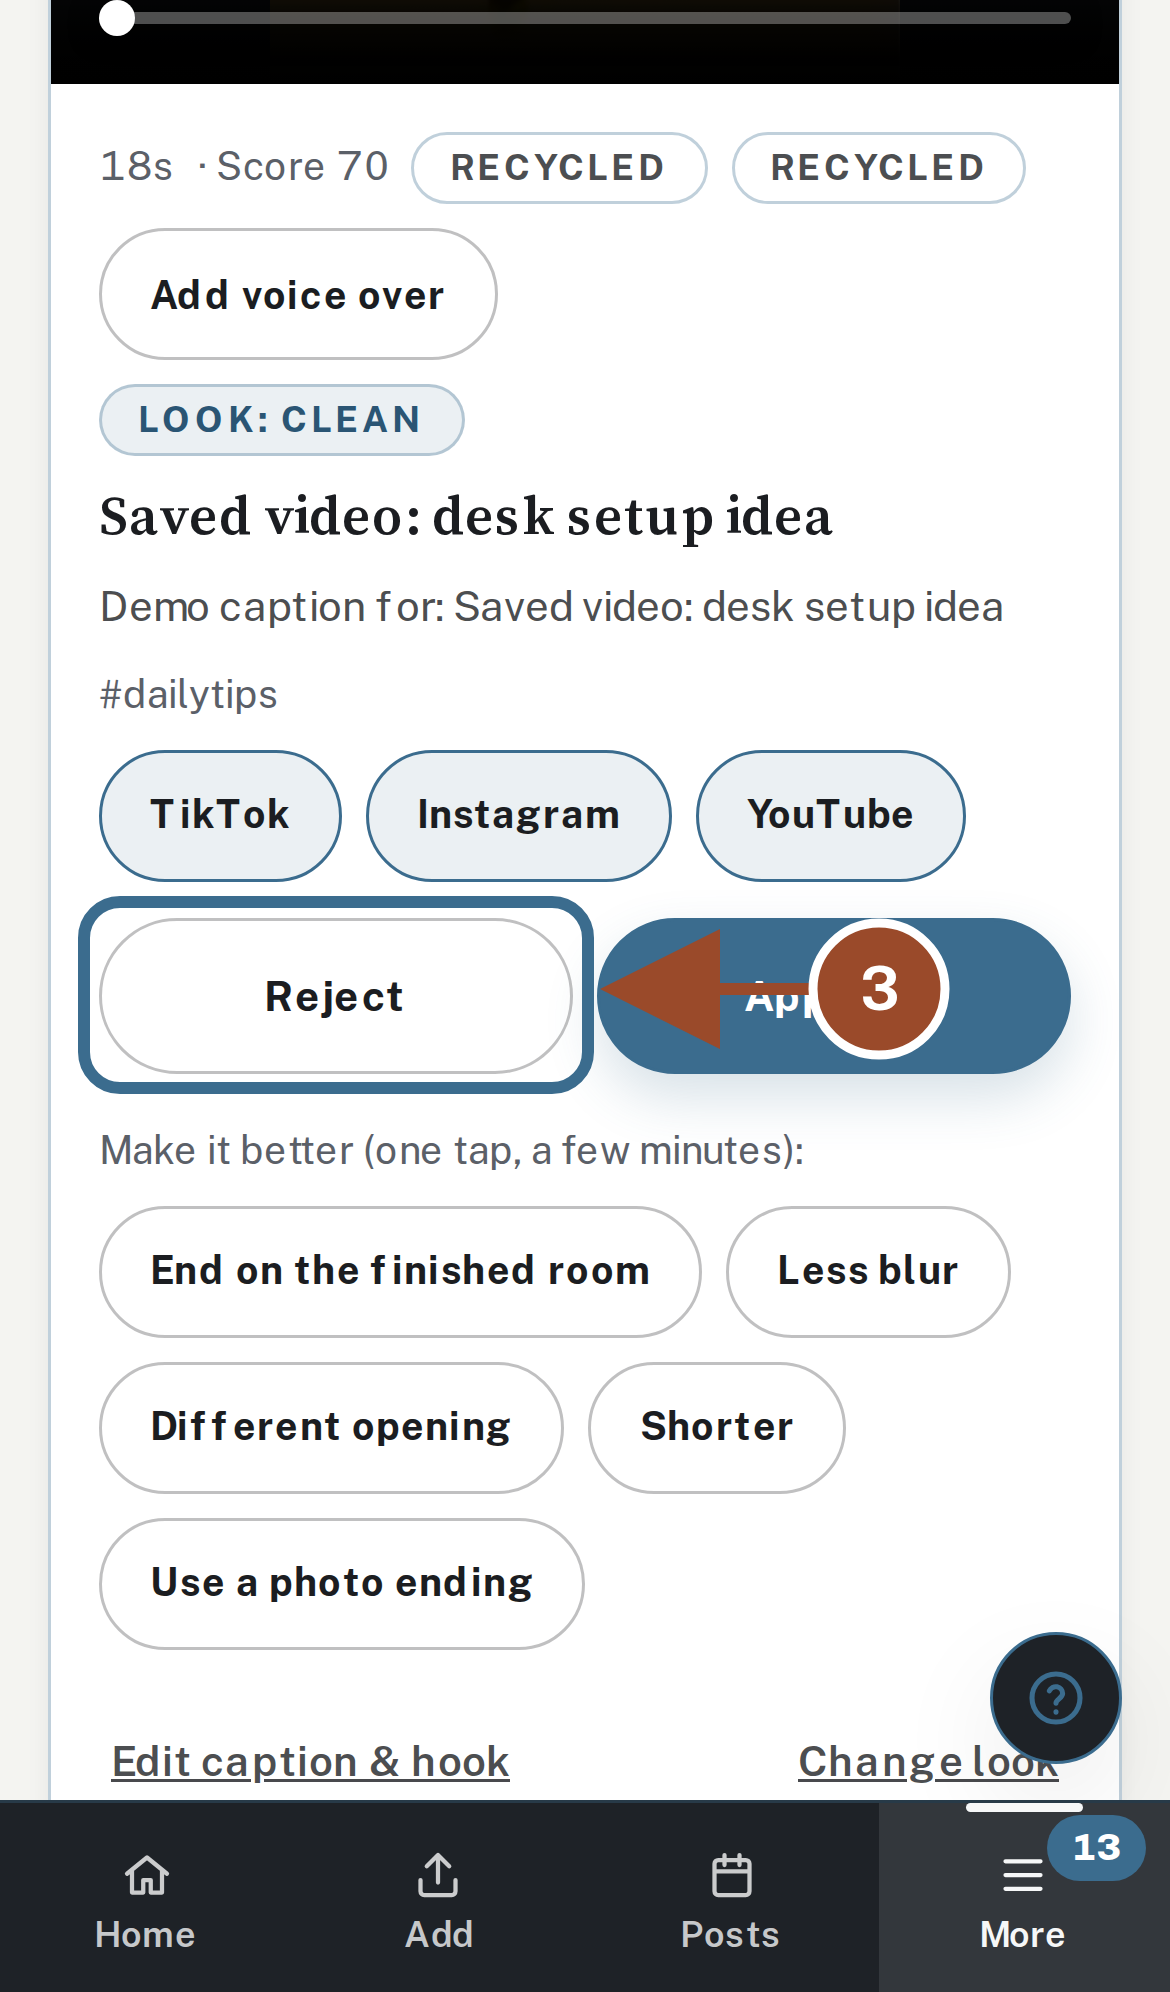 18s · Score 70 RECYCLED RECYCLED
Add voice over
LOOK: CLEAN
Saved video: desk setup idea
Demo caption for: Saved video: desk setup idea
#dailytips
TikTok Instagram YouTube
Reject 3
Make it better (one tap, a few minutes):
End on the finished room Less blur
Different opening Shorter
Use a photo ending
Edit caption & hook Change look
13
Home Add Posts More